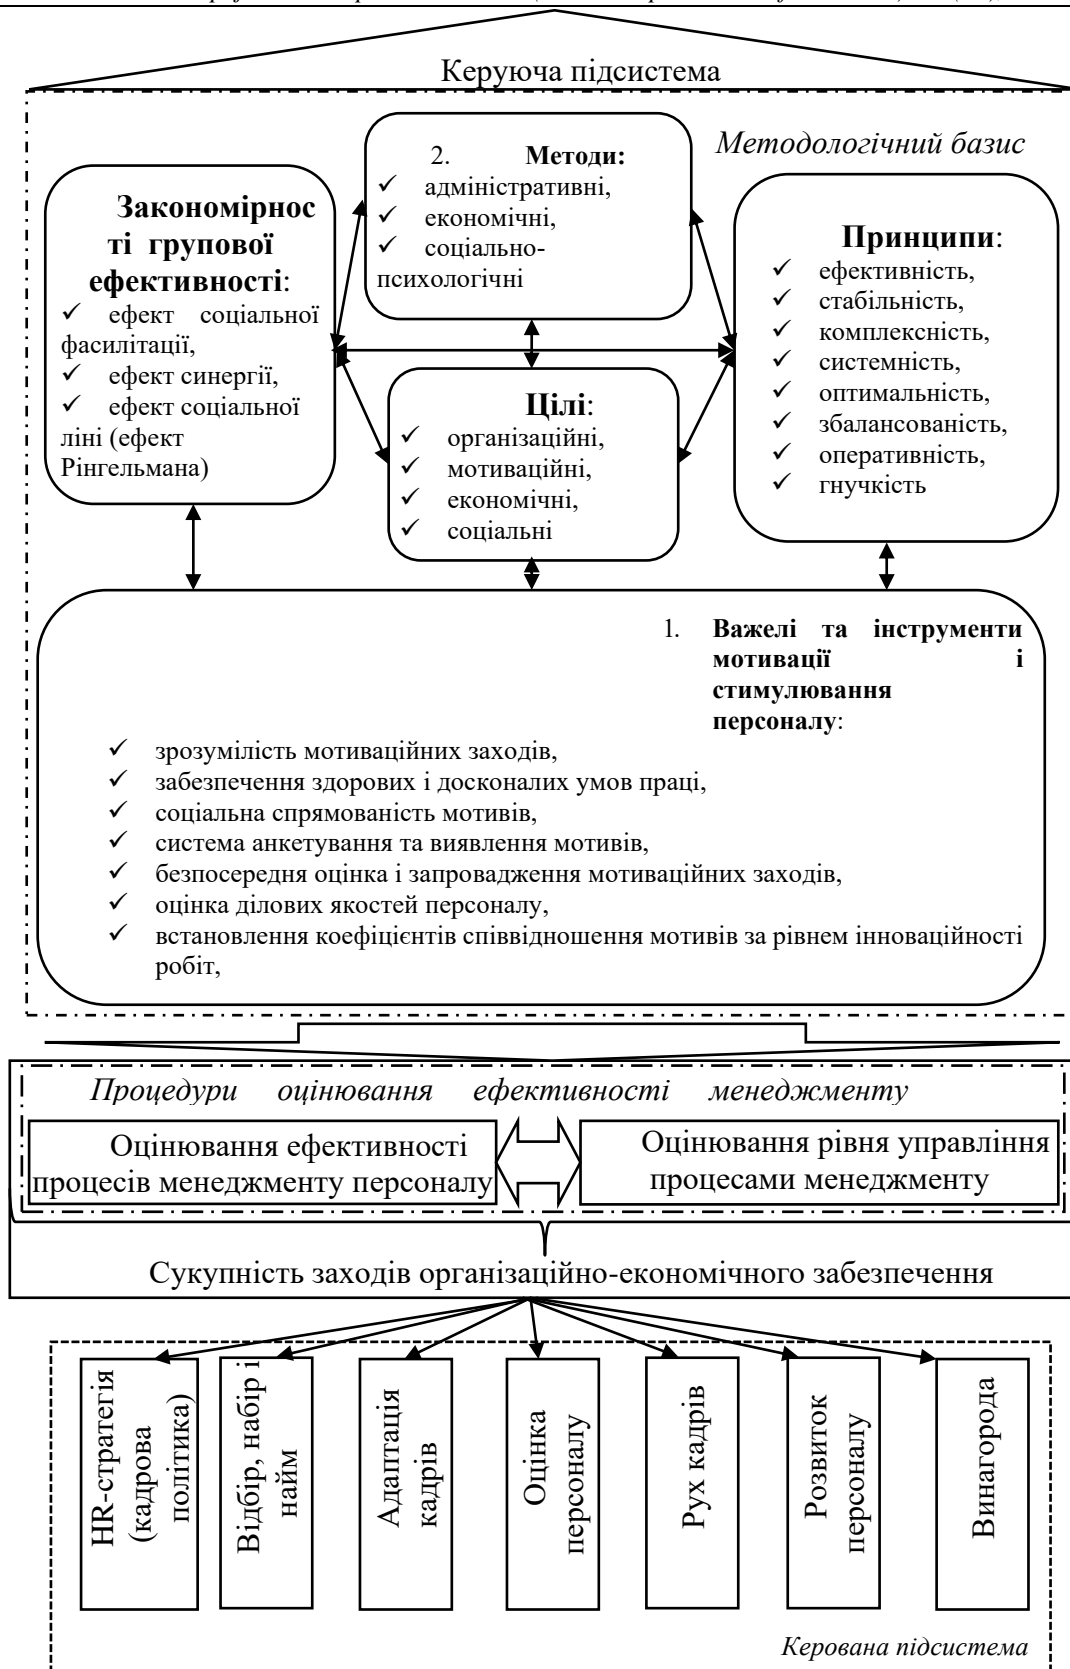 Керуюча підсистема
Методологічний базис
2. Методи:
✓ адміністративні,
✓ економічні,
✓ соціально-
психологічні
Закономірнос
ті групової
ефективності:
✓ ефект соціальної
фасилітації,
✓ ефект синергії,
✓ ефект соціальної
ліні (ефект
Рінгельмана)
Принципи:
✓ ефективність,
✓ стабільність,
✓ комплексність,
✓ системність,
✓ оптимальність,
✓ збалансованість,
✓ оперативність,
✓ гнучкість
Цілі:
✓ організаційні,
✓ мотиваційні,
✓ економічні,
✓ соціальні
1. Важелі та інструменти
мотивації і
стимулювання
персоналу:
✓ зрозумілість мотиваційних заходів,
✓ забезпечення здорових і досконалих умов праці,
✓ соціальна спрямованість мотивів,
✓ система анкетування та виявлення мотивів,
✓ безпосередня оцінка і запровадження мотиваційних заходів,
✓ оцінка ділових якостей персоналу,
✓ встановлення коефіцієнтів співвідношення мотивів за рівнем інноваційності
робіт,
Процедури оцінювання ефективності менеджменту
Оцінювання ефективності
процесів менеджменту персоналу
Оцінювання рівня управління
процесами менеджменту
Сукупність заходів організаційно-економічного забезпечення
HR-стратегія
(кадрова
політика)
Відбір, набір і
найм
Адаптація
кадрів
Оцінка
персоналу
Рух кадрів
Розвиток
персоналу
Винагорода
Керована підсистема